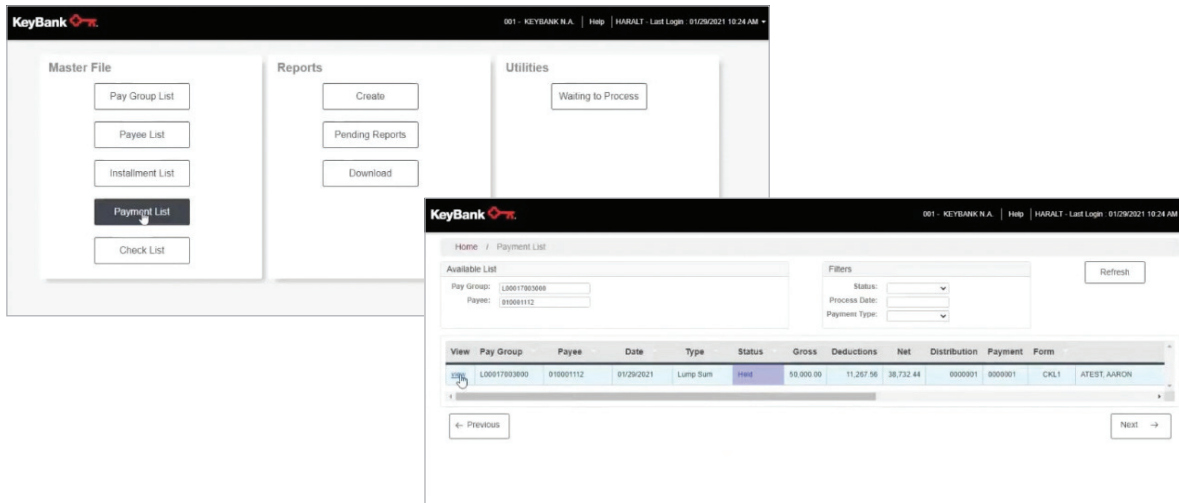 KeyBank
001 - KEYBANK N.A. | Help | HARALT - Last Login : 01/29/2021 10:24 AM
Master File
Pay Group List
Payee List
Installment List
Payment List
Check List
Reports
Create
Pending Reports
Download
Utilities
Waiting to Process
KeyBank
001 - KEYBANK N.A. | Help | HARALT - Last Login : 01/29/2021 10:24 AM
Home / Payment List
Available List
Pay Group: L00017003000
Payee: 010001112
Filters
Status:
Process Date:
Payment Type:
Refresh
View Pay Group Payee Date Type Status Gross Deductions Net Distribution Payment Form
L00017003000 010001112 01/29/2021 Lump Sum Held 50,000.00 11,267.56 38,732.44 0000001 0000001 CKL1 ATEST, AARON
← Previous
Next →